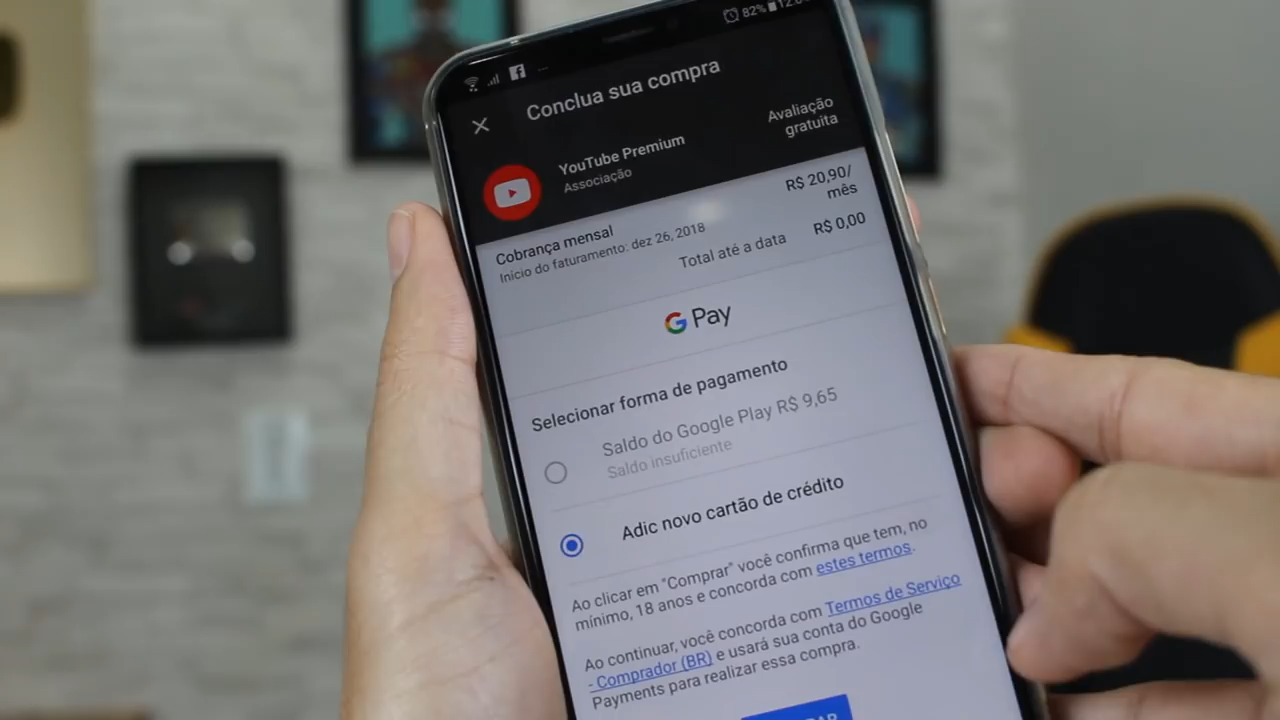 82%
Conclua sua compra
YouTube Premium
Associação
Avaliação
gratuita
Cobrança mensal
Início do faturamento: dez 26, 2018
R$ 20,90/
mês
Total até a data
R$ 0,00
G Pay
Selecionar forma de pagamento
Saldo do Google Play R$ 9,65
Saldo insuficiente
Adic novo cartão de crédito
Ao clicar em "Comprar" você confirma que tem, no
mínimo, 18 anos e concorda com estes termos.
Ao continuar, você concorda com Termos de Serviço
- Comprador (BR) e usará sua conta do Google
Payments para realizar essa compra.